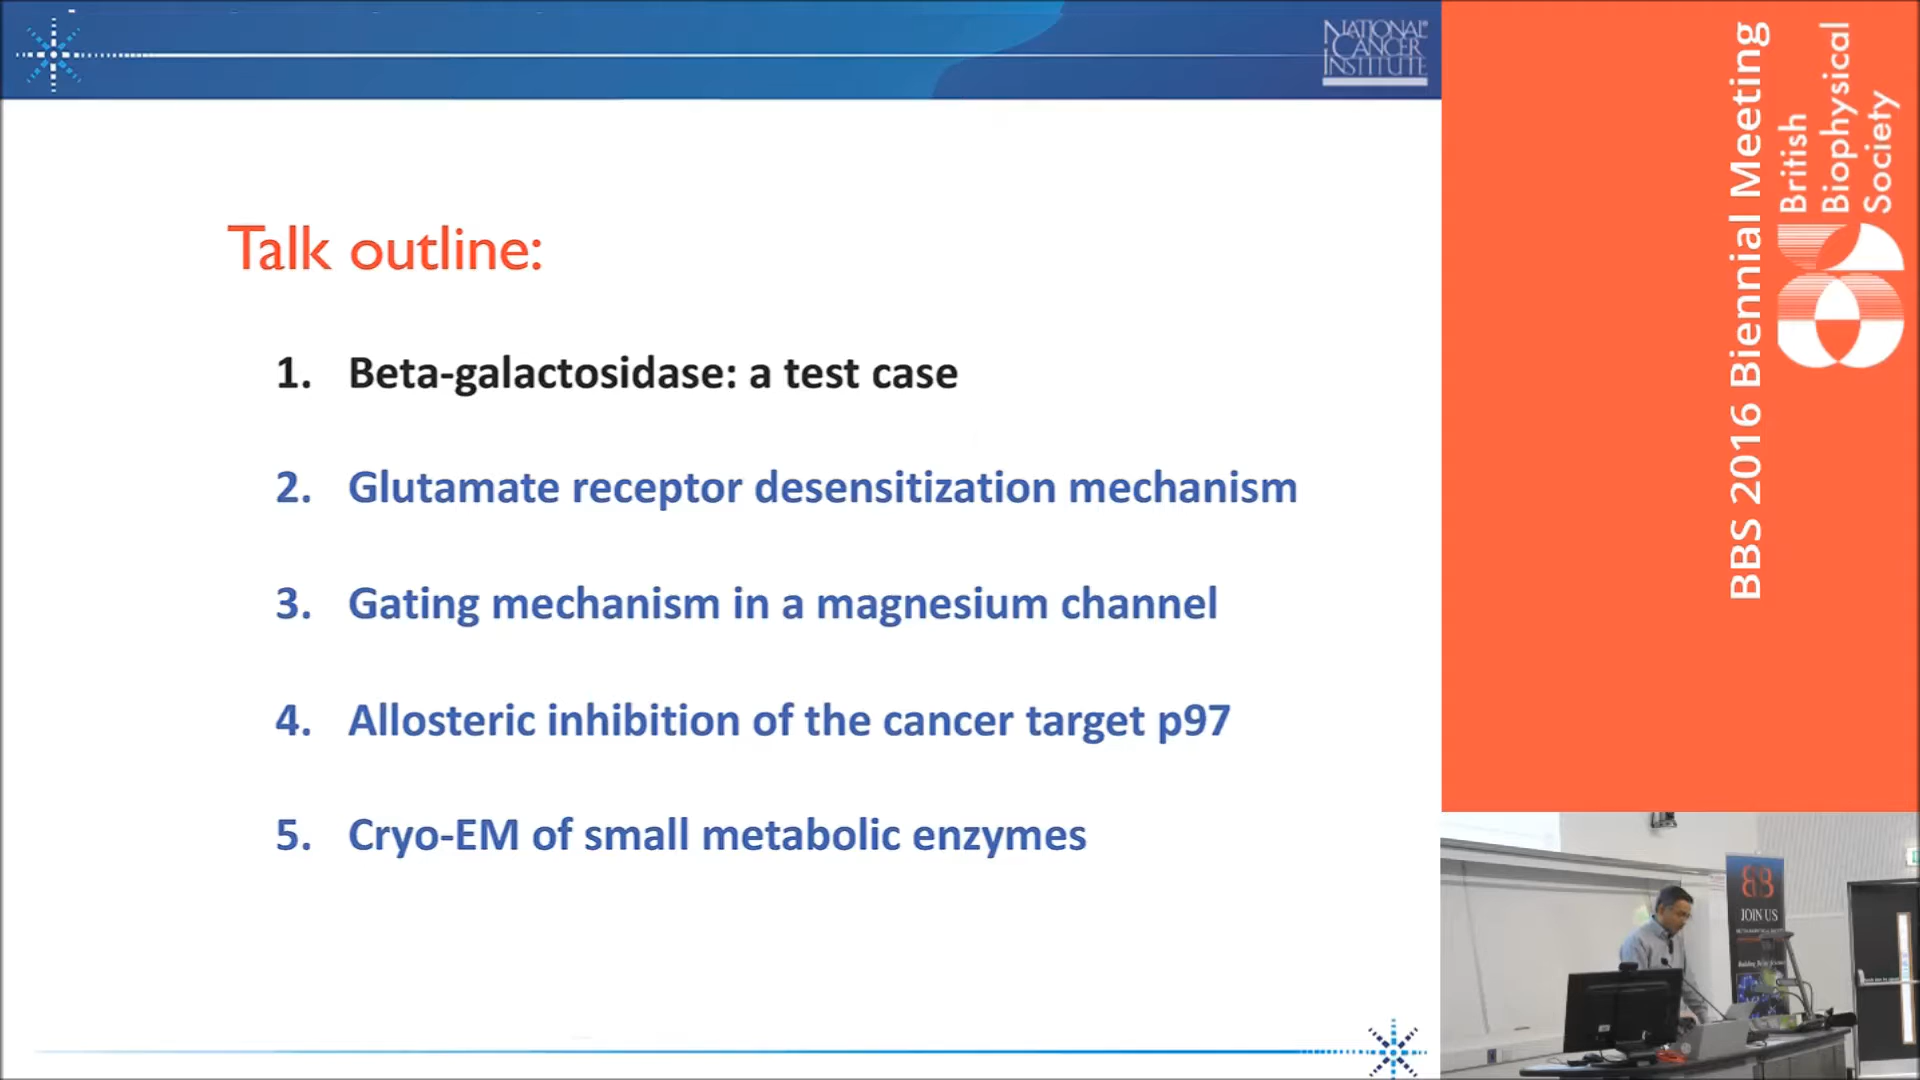 NATIONAL
CANCER
INSTITUTE
Talk outline:
1. Beta-galactosidase: a test case
2. Glutamate receptor desensitization mechanism
3. Gating mechanism in a magnesium channel
4. Allosteric inhibition of the cancer target p97
5. Cryo-EM of small metabolic enzymes
BBS 2016 Biennial Meeting
British
Biophysical
Society
JOIN US